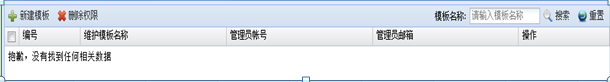 新建模板 删除权限 模板名称: 请输入模板名称 搜索 重置
编号 维护模板名称 管理员帐号 管理员邮箱 操作
抱歉，没有找到任何相关数据